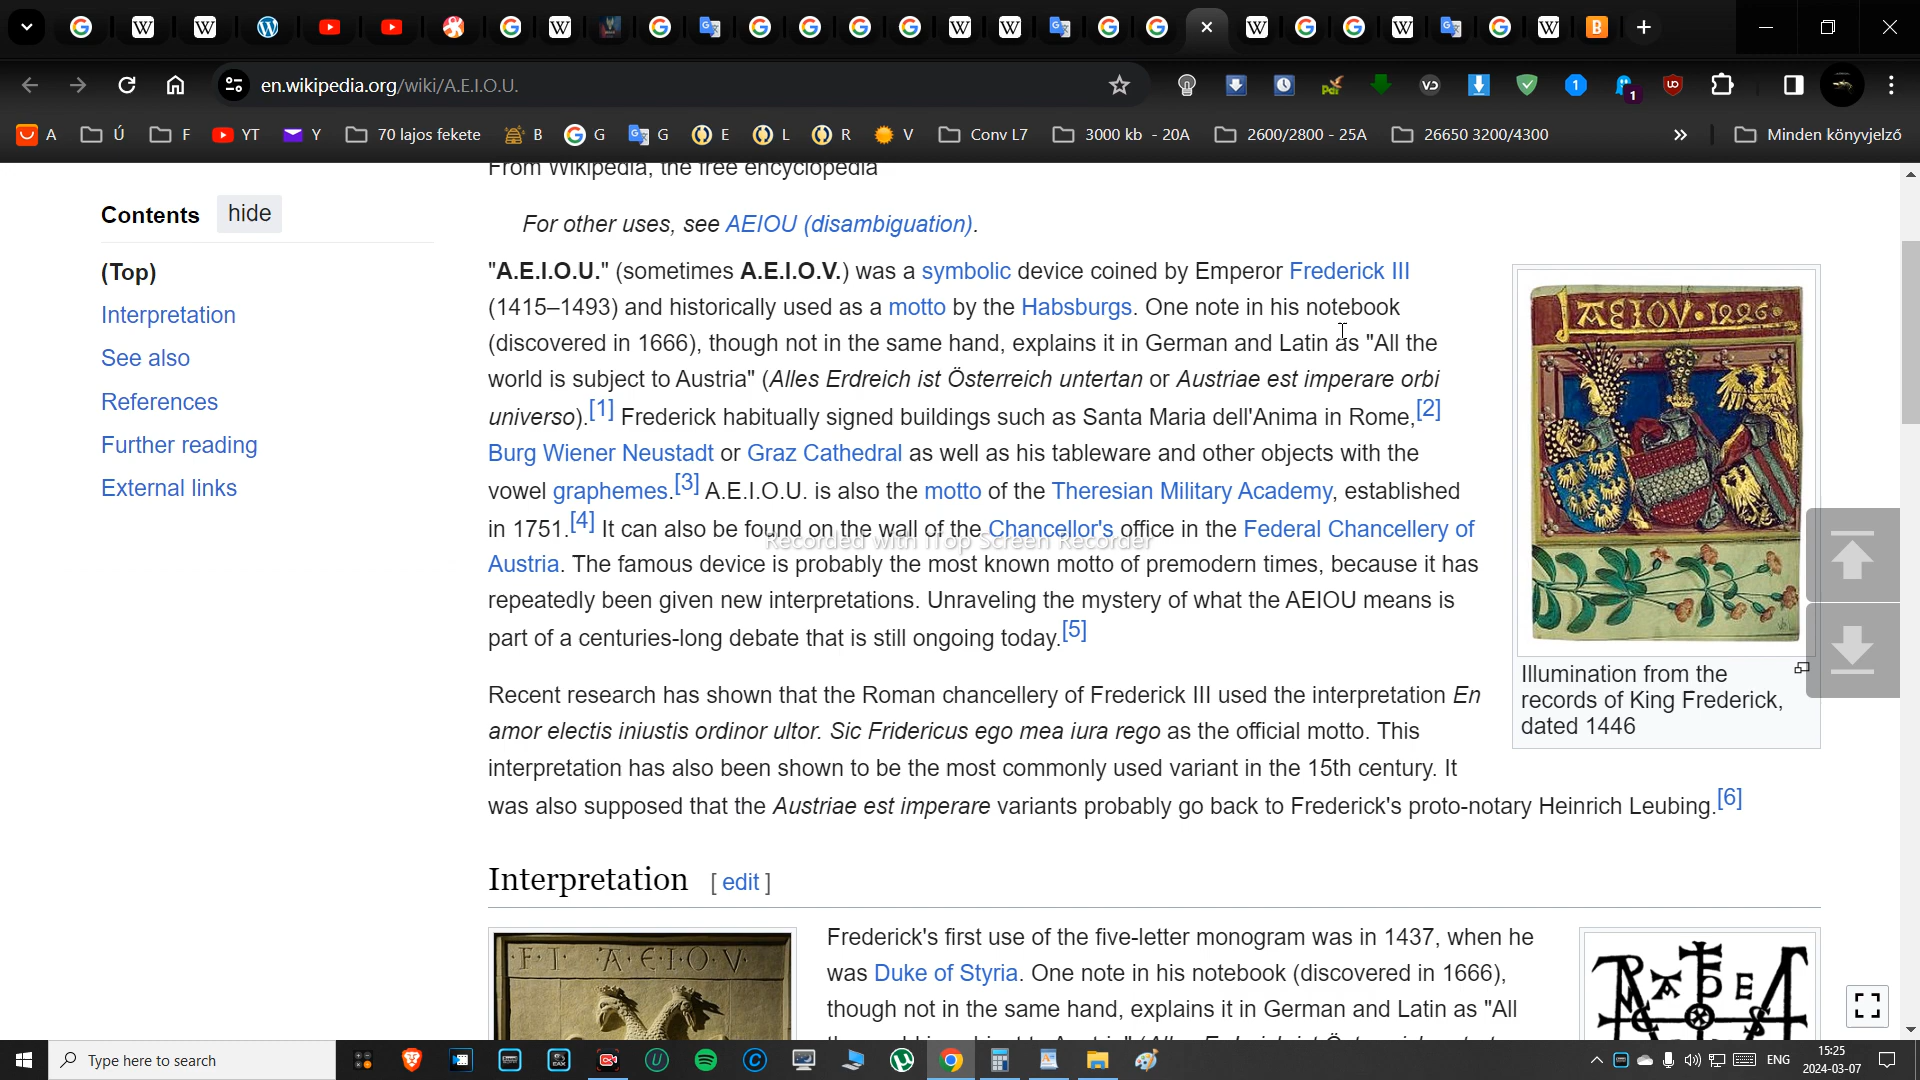 en.wikipedia.org/wiki/A.E.I.O.U.
A Ú F YT Y 70 lajos fekete B G G E L R V Conv L7 3000 kb - 20A 2600/2800 - 25A 26650 3200/4300 » Minden könyvjelző
From Wikipedia, the free encyclopedia
Contents hide
(Top)
Interpretation
See also
References
Further reading
External links
For other uses, see AEIOU (disambiguation).
"A.E.I.O.U." (sometimes A.E.I.O.V.) was a symbolic device coined by Emperor Frederick III
(1415–1493) and historically used as a motto by the Habsburgs. One note in his notebook
(discovered in 1666), though not in the same hand, explains it in German and Latin as "All the
world is subject to Austria" (Alles Erdreich ist Österreich untertan or Austriae est imperare orbi
universo).[1] Frederick habitually signed buildings such as Santa Maria dell'Anima in Rome,[2]
Burg Wiener Neustadt or Graz Cathedral as well as his tableware and other objects with the
vowel graphemes.[3] A.E.I.O.U. is also the motto of the Theresian Military Academy, established
in 1751.[4] It can also be found on the wall of the Chancellor's office in the Federal Chancellery of
Recorded with iTop Screen Recorder
Austria. The famous device is probably the most known motto of premodern times, because it has
repeatedly been given new interpretations. Unraveling the mystery of what the AEIOU means is
part of a centuries-long debate that is still ongoing today.[5]
AEIOV
Illumination from the
records of King Frederick,
dated 1446
Recent research has shown that the Roman chancellery of Frederick III used the interpretation En
amor electis iniustis ordinor ultor. Sic Fridericus ego mea iura rego as the official motto. This
interpretation has also been shown to be the most commonly used variant in the 15th century. It
was also supposed that the Austriae est imperare variants probably go back to Frederick's proto-notary Heinrich Leubing.[6]
Interpretation [ edit ]
·F·I· ·A·E·I·O·V·
Frederick's first use of the five-letter monogram was in 1437, when he
was Duke of Styria. One note in his notebook (discovered in 1666),
though not in the same hand, explains it in German and Latin as "All
Type here to search
ENG
15:25
2024-03-07